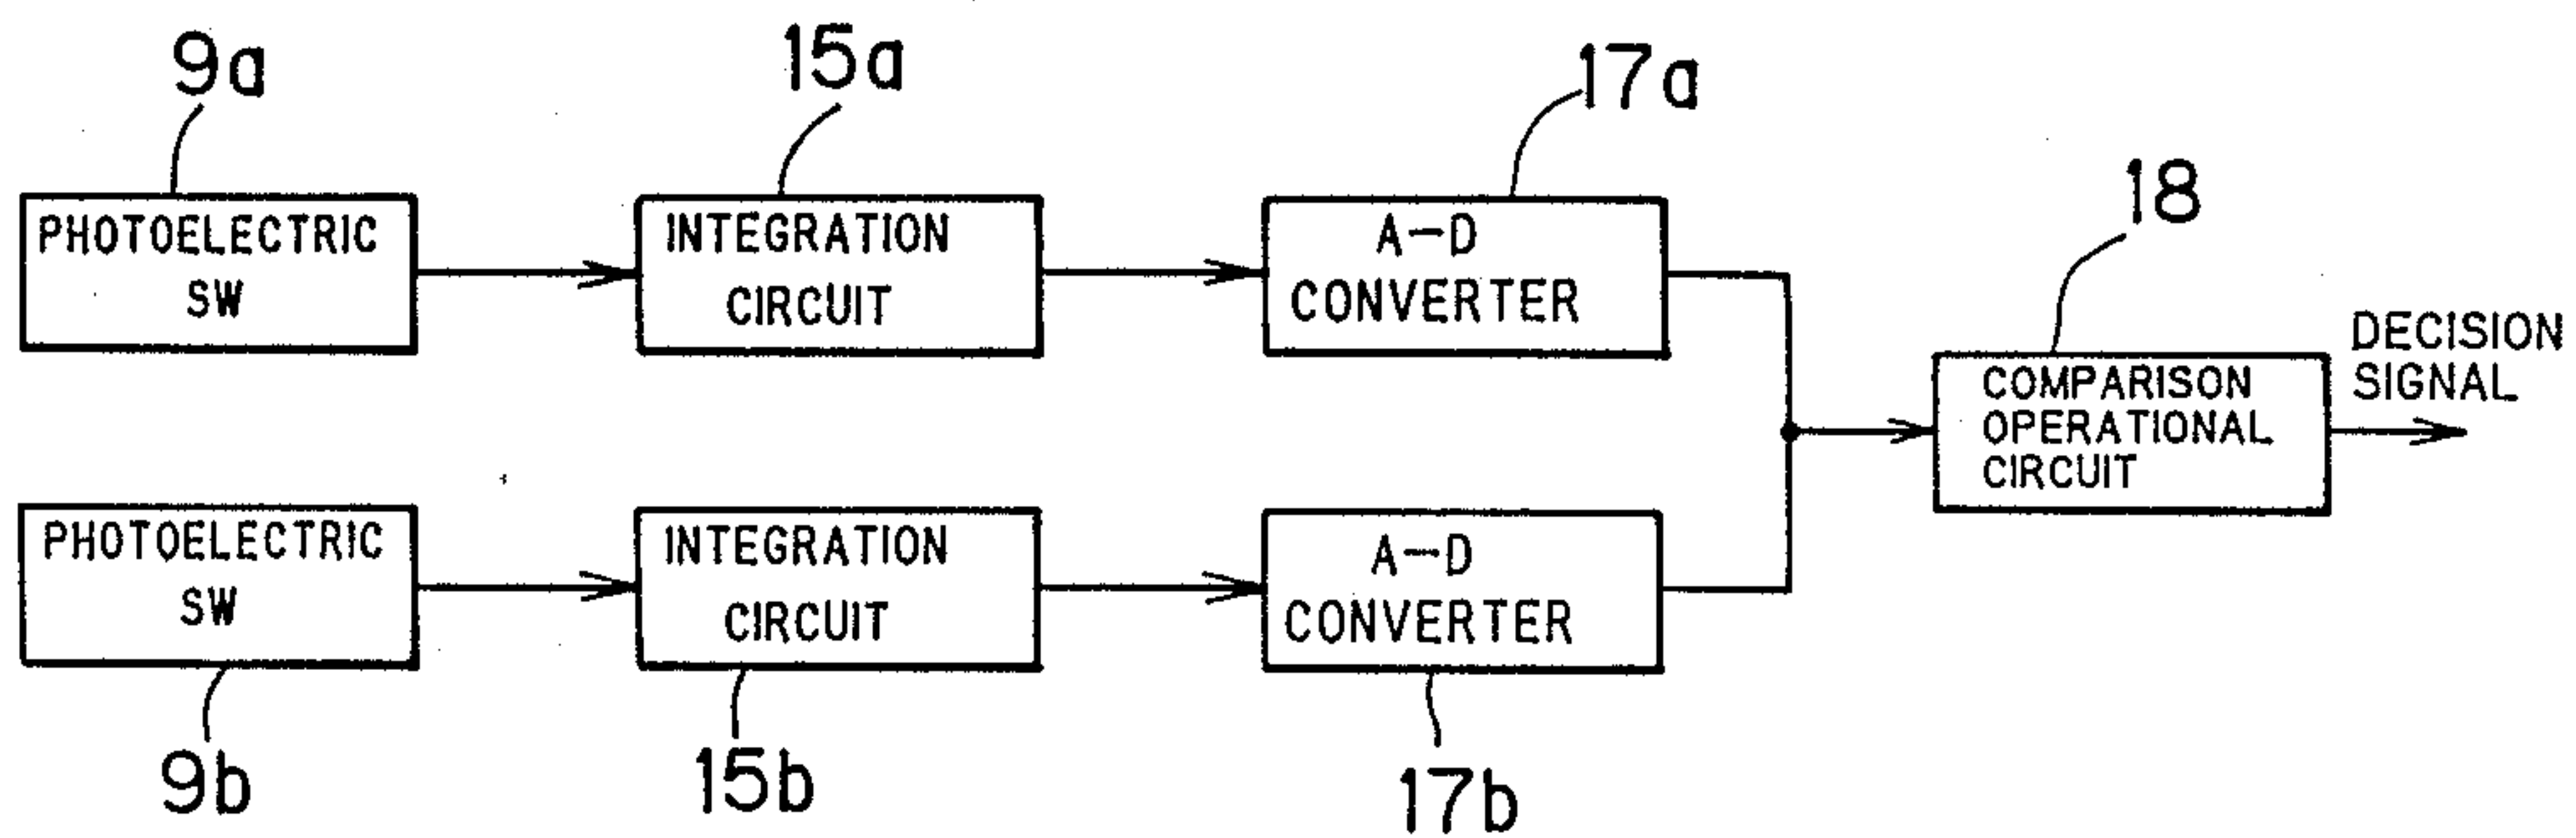 9a
15a
17a
18
PHOTOELECTRIC
SW
INTEGRATION
CIRCUIT
A-D
CONVERTER
COMPARISON
OPERATIONAL
CIRCUIT
DECISION
SIGNAL
PHOTOELECTRIC
SW
INTEGRATION
CIRCUIT
A-D
CONVERTER
9b
15b
17b